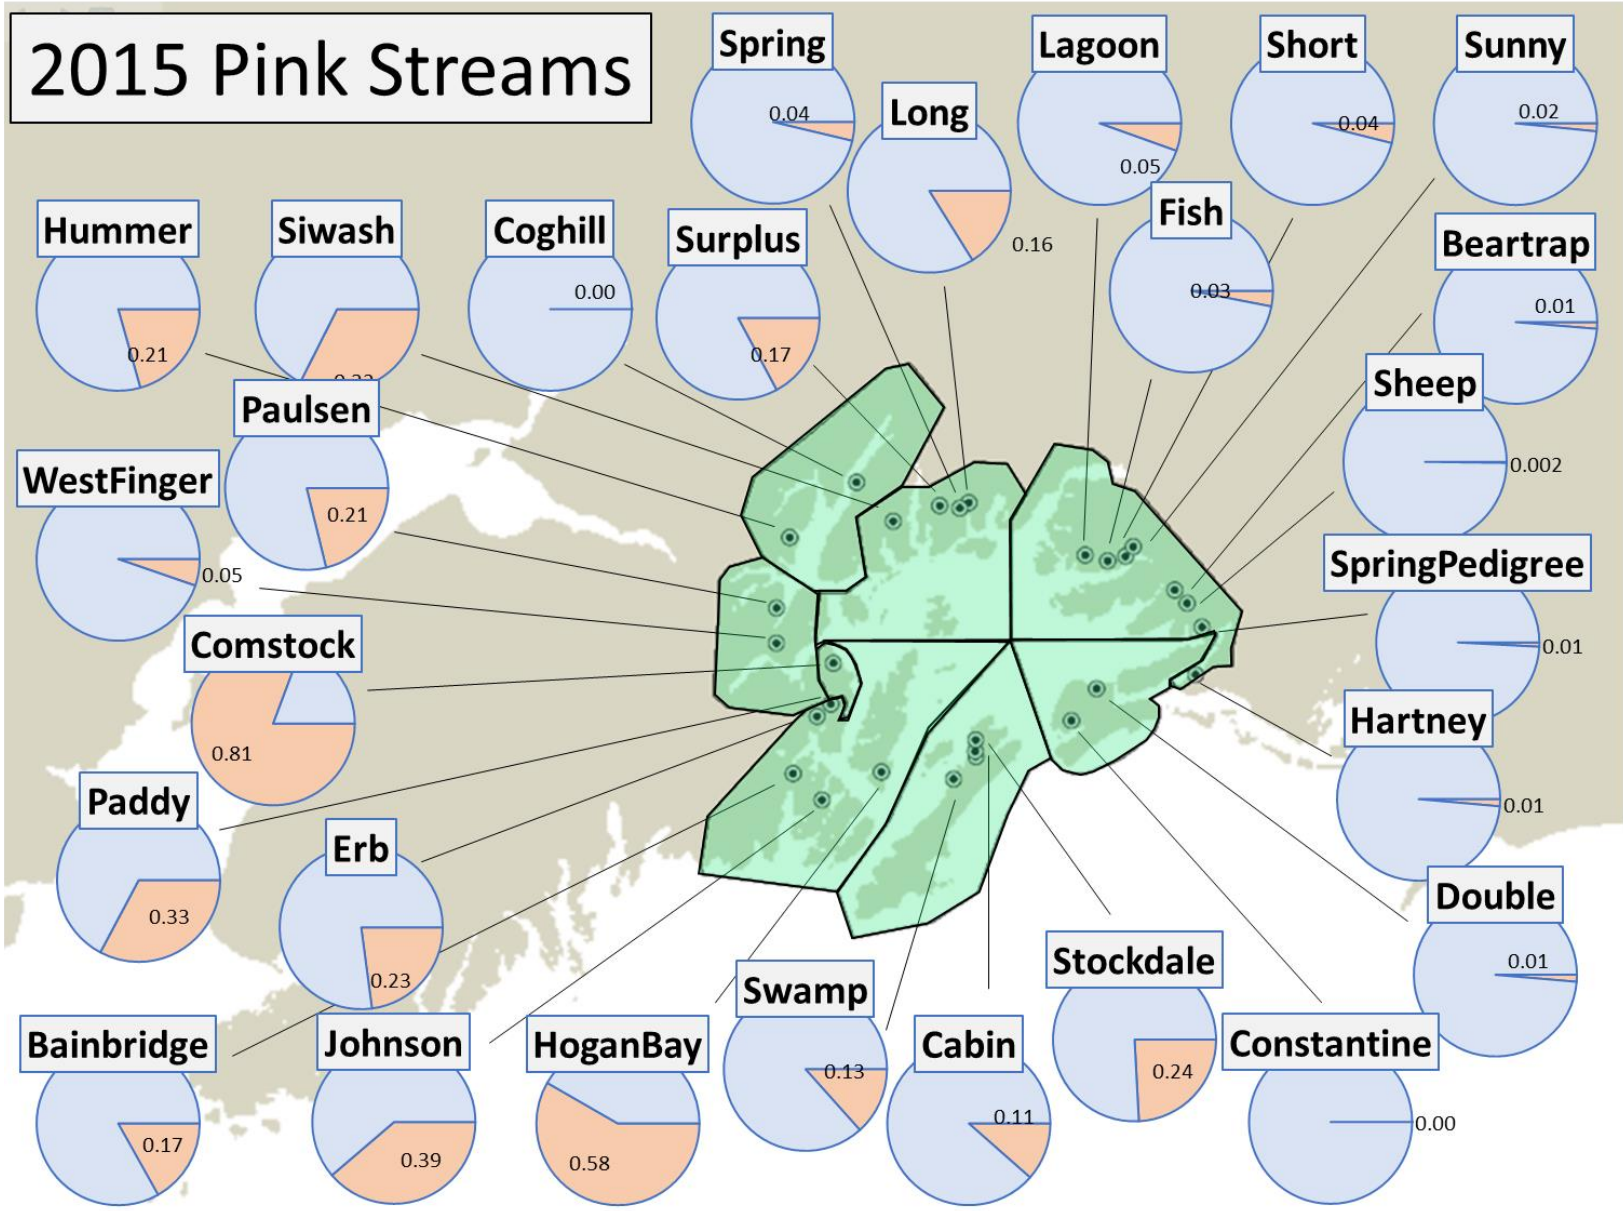 2015 Pink Streams
Spring
0.04
Long
0.16
Lagoon
0.05
Short
0.04
Sunny
0.02
Hummer
0.21
Siwash
Coghill
0.00
Surplus
0.17
Fish
0.03
Beartrap
0.01
Paulsen
0.21
Sheep
0.002
WestFinger
0.05
SpringPedigree
0.01
Comstock
0.81
Hartney
0.01
Paddy
0.33
Erb
0.23
Double
0.01
Bainbridge
0.17
Johnson
0.39
HoganBay
0.58
Swamp
0.13
Cabin
0.11
Stockdale
0.24
Constantine
0.00